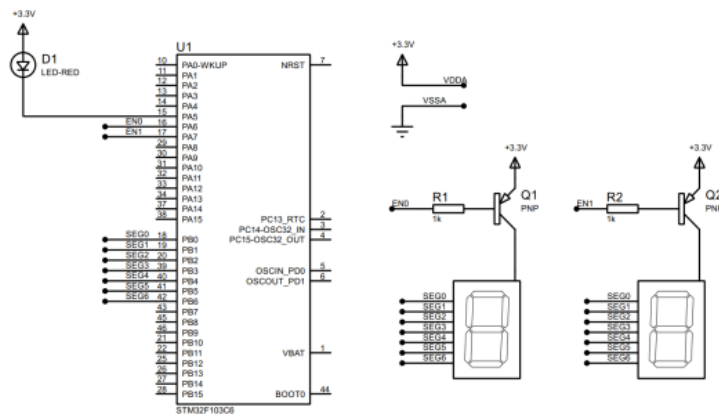 +3.3V
D1
LED-RED
U1
10 PA0-WKUP NRST 7
11 PA1
12 PA2
13 PA3
14 PA4
15 PA5
EN0 16 PA6
EN1 17 PA7
29 PA8
30 PA9
31 PA10
32 PA11
33 PA12
34 PA13
37 PA14
38 PA15
PC13_RTC 2
PC14-OSC32_IN 3
PC15-OSC32_OUT 4
SEG0 18 PB0
SEG1 19 PB1
SEG2 20 PB2
SEG3 39 PB3
SEG4 40 PB4
SEG5 41 PB5
SEG6 42 PB6
OSCIN_PD0 5
OSCOUT_PD1 6
43 PB7
45 PB8
46 PB9
21 PB10
22 PB11
25 PB12
26 PB13
27 PB14
28 PB15
VBAT 1
BOOT0 44
STM32F103C6
+3.3V
VDDA
VSSA
+3.3V
EN0
R1
1k
Q1
PNP
SEG0
SEG1
SEG2
SEG3
SEG4
SEG5
SEG6
+3.3V
EN1
R2
1k
Q2
PNP
SEG0
SEG1
SEG2
SEG3
SEG4
SEG5
SEG6